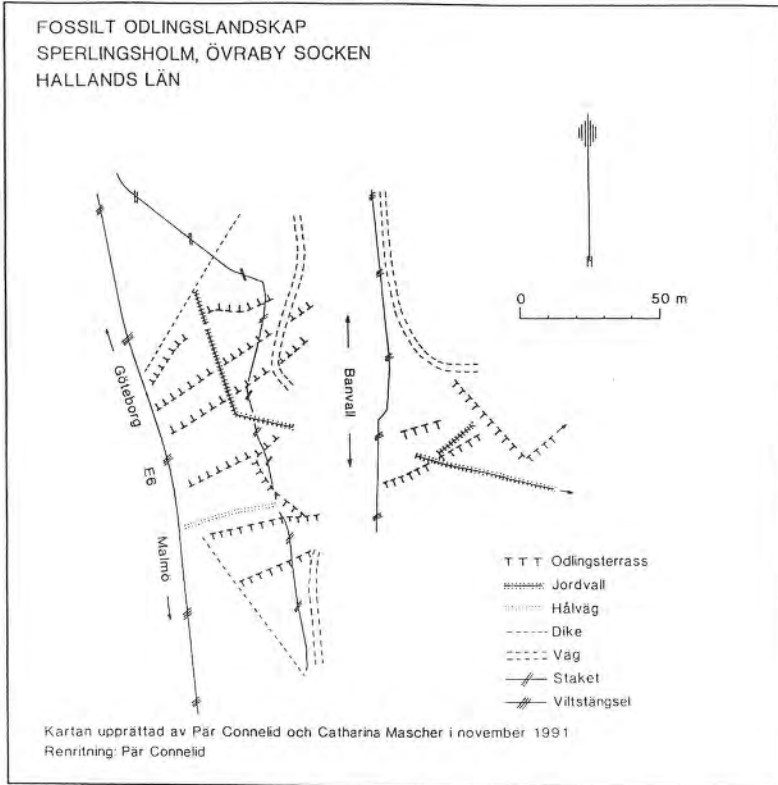 FOSSILT ODLINGSLANDSKAP
SPERLINGSHOLM, ÖVRABY SOCKEN
HALLANDS LÄN
N
0 50 m
Göteborg
E6
Malmö
Banvall
Odlingsterrass
Jordvall
Hålväg
Dike
Väg
Staket
Viltstängsel
Kartan upprättad av Pär Connelid och Catharina Mascher i november 1991
Renritning: Pär Connelid